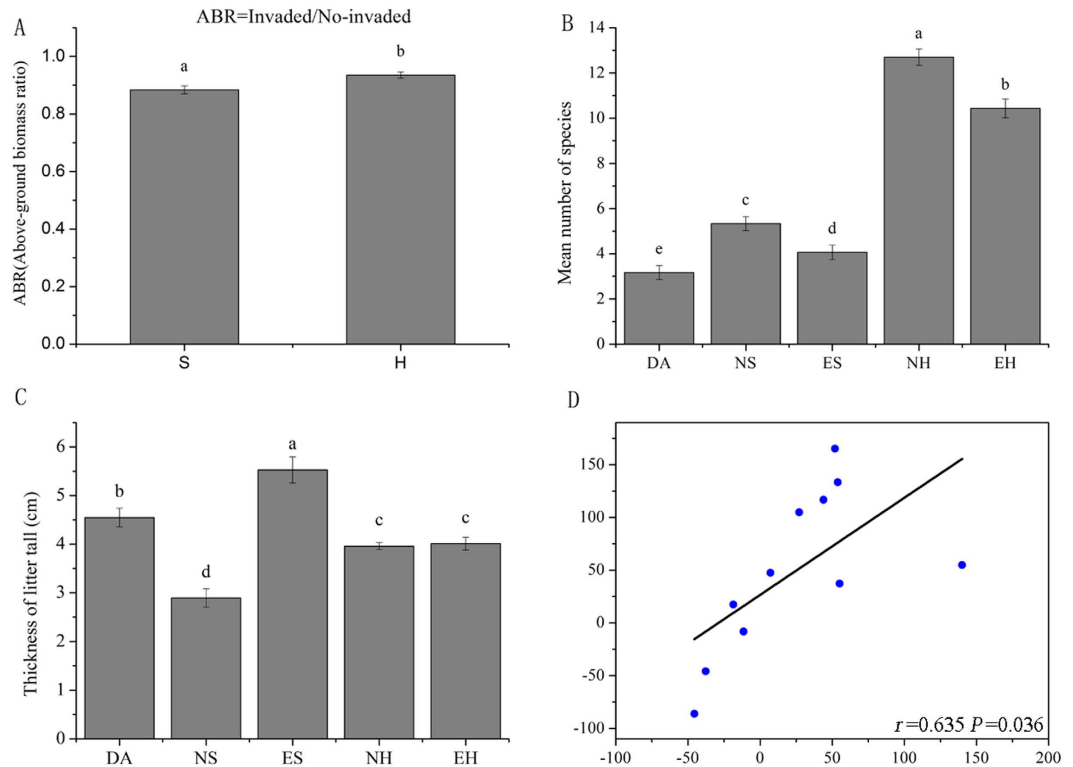 A
ABR=Invaded/No-invaded
ABR(Above-ground biomass ratio)
1.0
0.8
0.6
0.4
0.2
0.0
a
b
S
H
B
Mean number of species
14
12
10
8
6
4
2
0
e
c
d
a
b
DA
NS
ES
NH
EH
C
Thickness of litter tall (cm)
6
5
4
3
2
1
0
b
d
a
c
c
DA
NS
ES
NH
EH
D
150
100
50
0
-50
-100
r=0.635 P=0.036
-100
-50
0
50
100
150
200